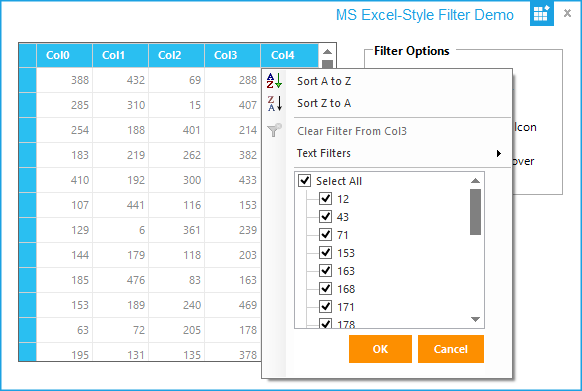 MS Excel-Style Filter Demo
Col0 Col1 Col2 Col3 Col4
388 432 69 288
285 310 15 407
254 188 401 214
183 219 262 382
410 192 300 433
107 441 116 153
129 6 361 239
144 179 118 203
185 476 83 163
153 189 240 469
63 72 205 178
195 131 135 378
Filter Options
Icon
over
Sort A to Z
Sort Z to A
Clear Filter From Col3
Text Filters
Select All
12
43
71
153
163
168
171
178
OK Cancel